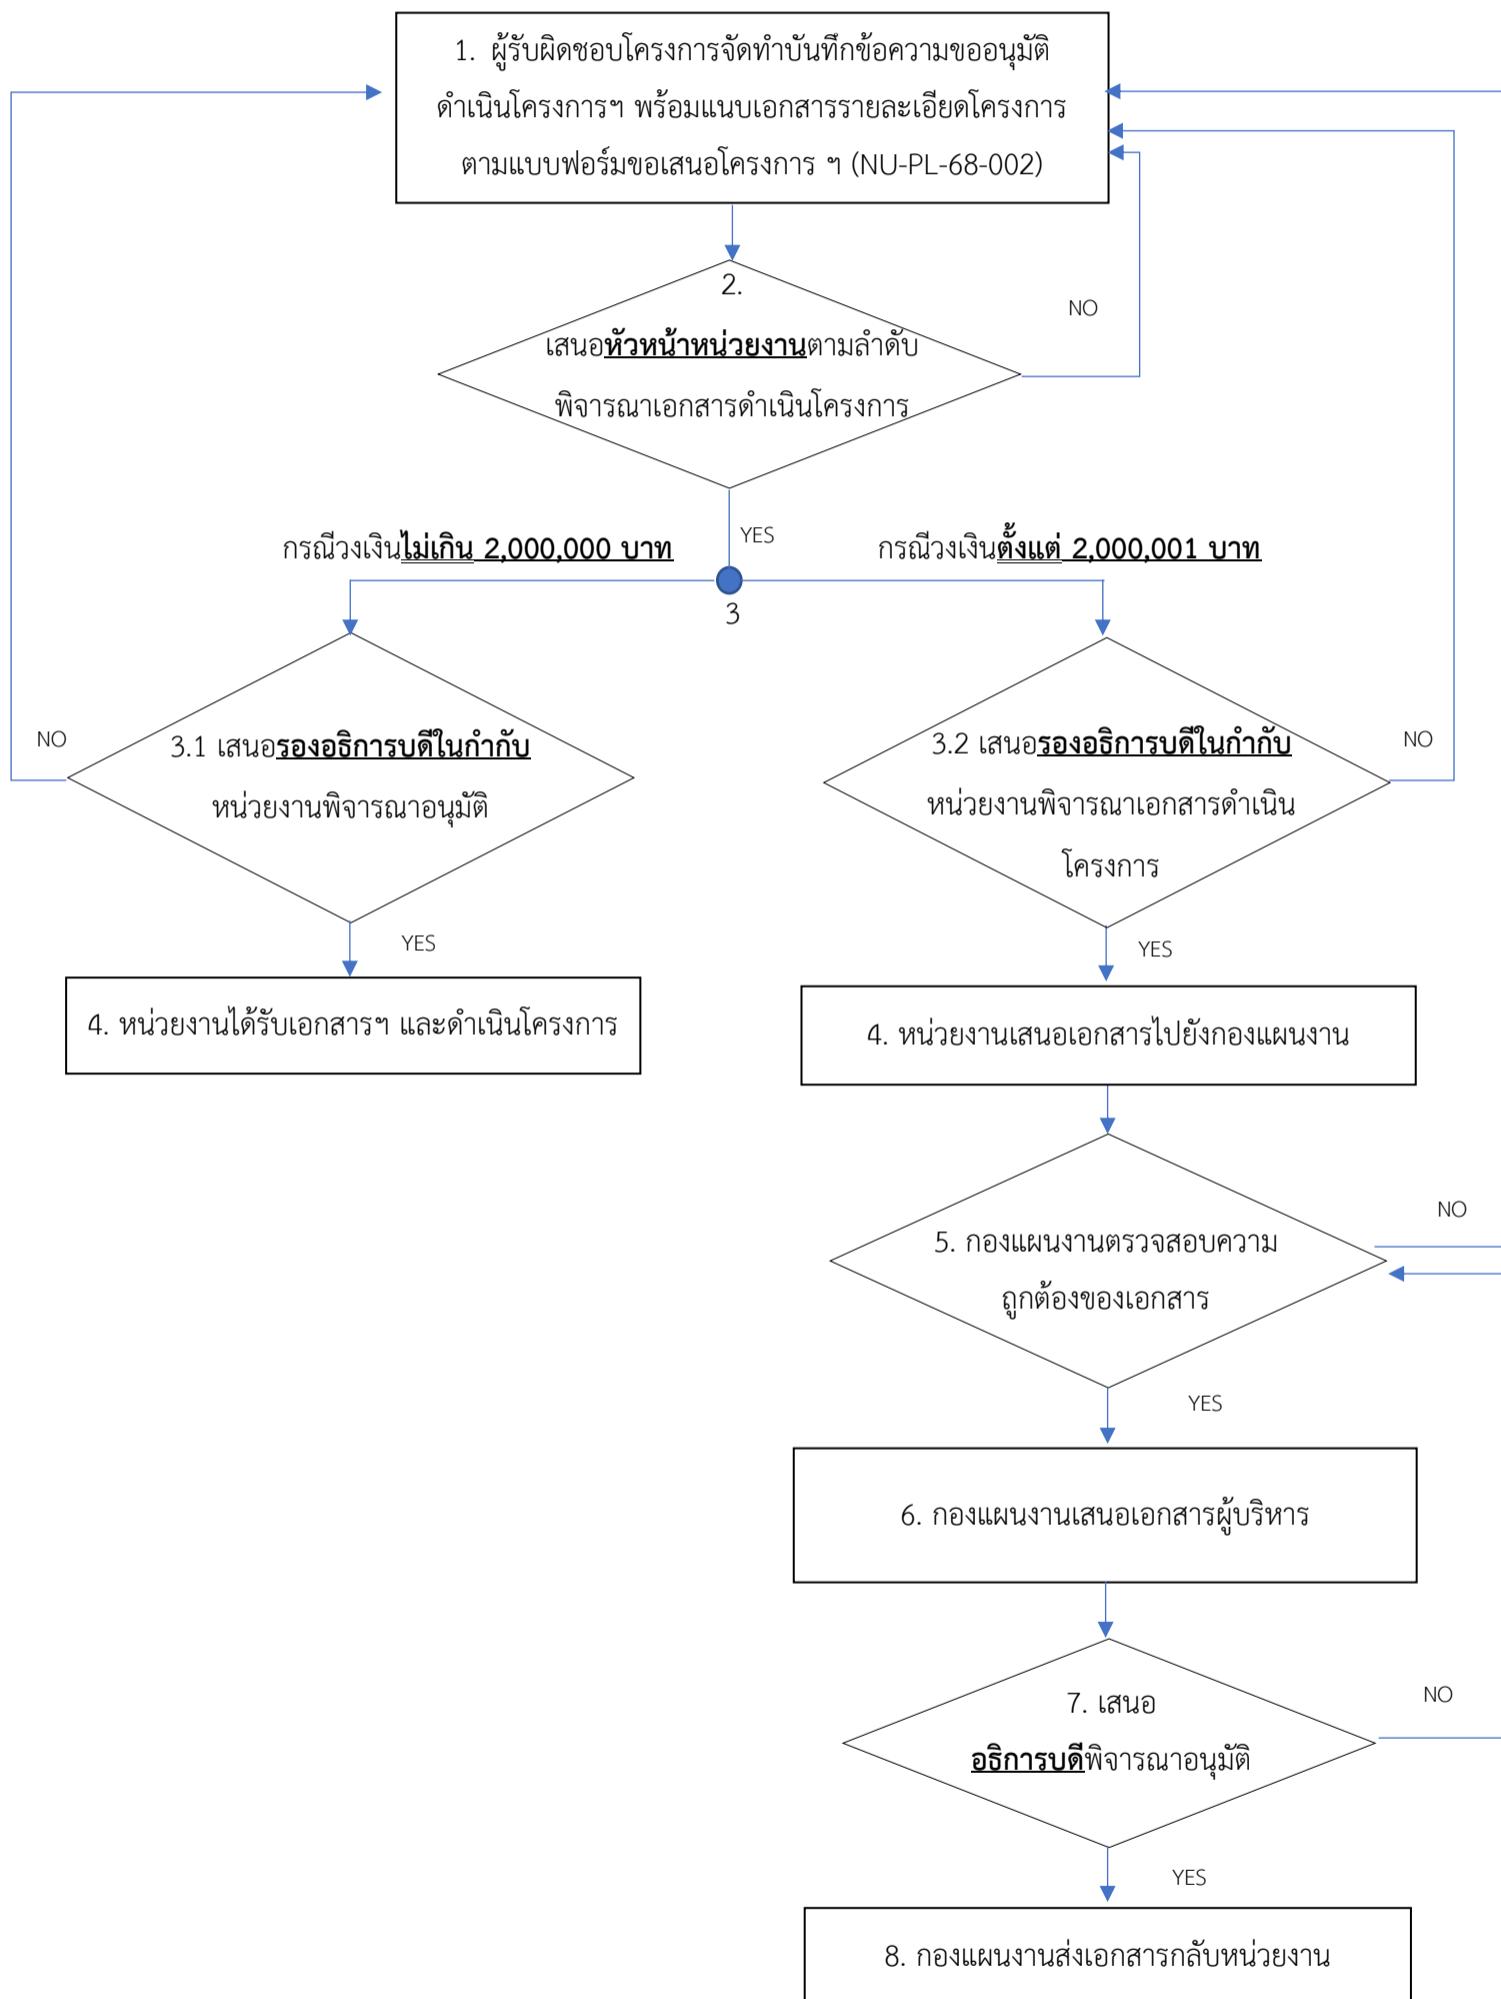 1. ผู้รับผิดชอบโครงการจัดทำบันทึกข้อความขออนุมัติ
ดำเนินโครงการฯ พร้อมแนบเอกสารรายละเอียดโครงการ
ตามแบบฟอร์มขอเสนอโครงการ ฯ (NU-PL-68-002)
2.
เสนอหัวหน้าหน่วยงานตามลำดับ
พิจารณาเอกสารดำเนินโครงการ
NO
YES
กรณีวงเงินไม่เกิน 2,000,000 บาท
กรณีวงเงินตั้งแต่ 2,000,001 บาท
3
NO
3.1 เสนอรองอธิการบดีในกำกับ
หน่วยงานพิจารณาอนุมัติ
YES
4. หน่วยงานได้รับเอกสารฯ และดำเนินโครงการ
3.2 เสนอรองอธิการบดีในกำกับ
หน่วยงานพิจารณาเอกสารดำเนิน
โครงการ
NO
YES
4. หน่วยงานเสนอเอกสารไปยังกองแผนงาน
5. กองแผนงานตรวจสอบความ
ถูกต้องของเอกสาร
NO
YES
6. กองแผนงานเสนอเอกสารผู้บริหาร
7. เสนอ
อธิการบดีพิจารณาอนุมัติ
NO
YES
8. กองแผนงานส่งเอกสารกลับหน่วยงาน